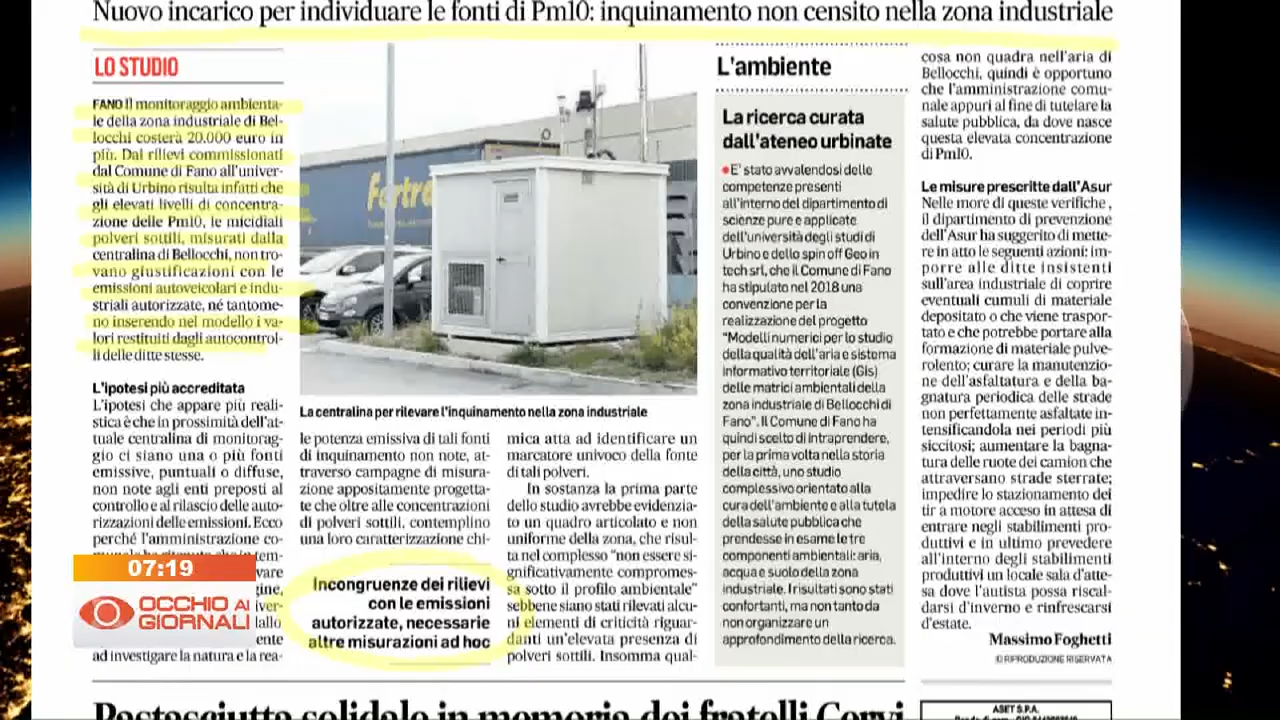 Nuovo incarico per individuare le fonti di Pm10: inquinamento non censito nella zona industriale
LO STUDIO
FANO Il monitoraggio ambienta-
le della zona industriale di Bel-
locchi costerà 20.000 euro in
più. Dai rilievi commissionati
dal Comune di Fano all'univer-
sità di Urbino risulta infatti che
gli elevati livelli di concentra-
zione delle Pm10, le micidiali
polveri sottili, misurati dalla
centralina di Bellocchi, non tro-
vano giustificazioni con le
emissioni autoveicolari e indu-
striali autorizzate, né tantome-
no inserendo nel modello i va-
lori restituiti dagli autocontrol-
li delle ditte stesse.
L'ipotesi più accreditata
L'ipotesi che appare più reali-
stica è che in prossimità dell'at-
tuale centralina di monitorag-
gio ci siano una o più fonti
emissive, puntuali o diffuse,
non note agli enti preposti al
controllo e al rilascio delle auto-
rizzazioni delle emissioni. Ecco
perché l'amministrazione co-
tem-
vare
gine,
iver-
lallo
ente
ad investigare la natura e la rea-
07:19
OCCHIO AI
GIORNALI
Fortre
La centralina per rilevare l'inquinamento nella zona industriale
le potenza emissiva di tali fonti
di inquinamento non note, at-
traverso campagne di misura-
zione appositamente progetta-
te che oltre alle concentrazioni
di polveri sottili, contemplino
una loro caratterizzazione chi-
Incongruenze dei rilievi
con le emissioni
autorizzate, necessarie
altre misurazioni ad hoc
mica atta ad identificare un
marcatore univoco della fonte
di tali polveri.
In sostanza la prima parte
dello studio avrebbe evidenzia-
to un quadro articolato e non
uniforme della zona, che risul-
ta nel complesso "non essere si-
gnificativamente compromes-
sa sotto il profilo ambientale"
sebbene siano stati rilevati alcu-
ni elementi di criticità riguar-
danti un'elevata presenza di
polveri sottili. Insomma qual-
L'ambiente
La ricerca curata
dall'ateneo urbinate
● E' stato avvalendosi delle
competenze presenti
all'interno del dipartimento di
scienze pure e applicate
dell'università degli studi di
Urbino e dello spin off Geo in
tech srl, che il Comune di Fano
ha stipulato nel 2018 una
convenzione per la
realizzazione del progetto
"Modelli numerici per lo studio
della qualità dell'aria e sistema
informativo territoriale (Gis)
delle matrici ambientali della
zona industriale di Bellocchi di
Fano". Il Comune di Fano ha
quindi scelto di intraprendere,
per la prima volta nella storia
della città, uno studio
complessivo orientato alla
cura dell'ambiente e alla tutela
della salute pubblica che
prendesse in esame le tre
componenti ambientali: aria,
acqua e suolo della zona
industriale. I risultati sono stati
confortanti, ma non tanto da
non organizzare un
approfondimento della ricerca.
cosa non quadra nell'aria di
Bellocchi, quindi è opportuno
che l'amministrazione comu-
nale appuri al fine di tutelare la
salute pubblica, da dove nasce
questa elevata concentrazione
di Pm10.
Le misure prescritte dall'Asur
Nelle more di queste verifiche ,
il dipartimento di prevenzione
dell'Asur ha suggerito di mette-
re in atto le seguenti azioni: im-
porre alle ditte insistenti
sull'area industriale di coprire
eventuali cumuli di materiale
depositato o che viene traspor-
tato e che potrebbe portare alla
formazione di materiale pulve-
rolento; curare la manutenzio-
ne dell'asfaltatura e della ba-
gnatura periodica delle strade
non perfettamente asfaltate in-
tensificandola nei periodi più
siccitosi; aumentare la bagna-
tura delle ruote dei camion che
attraversano strade sterrate;
impedire lo stazionamento dei
tir a motore acceso in attesa di
entrare negli stabilimenti pro-
duttivi e in ultimo prevedere
all'interno degli stabilimenti
produttivi un locale sala d'atte-
sa dove l'autista possa riscal-
darsi d'inverno e rinfrescarsi
d'estate.
Massimo Foghetti
© RIPRODUZIONE RISERVATA
Pastasciutta solidale in memoria dei fratelli Cervi
ASET S.P.A.